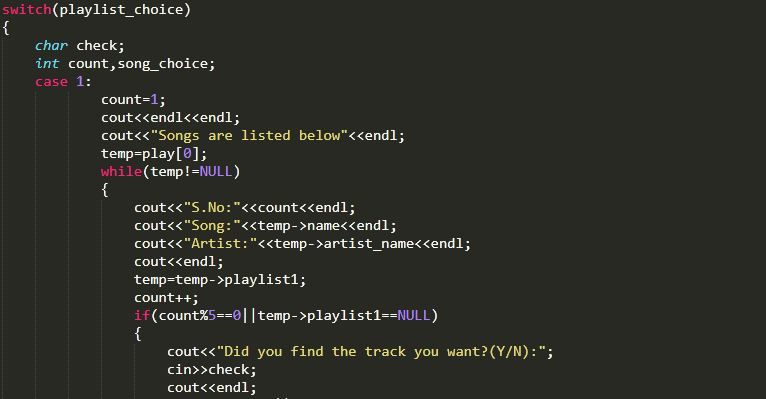 switch(playlist_choice)
{
char check;
int count,song_choice;
case 1:
count=1;
cout<<endl<<endl;
cout<<"Songs are listed below"<<endl;
temp=play[0];
while(temp!=NULL)
{
cout<<"S.No:"<<count<<endl;
cout<<"Song:"<<temp->name<<endl;
cout<<"Artist:"<<temp->artist_name<<endl;
cout<<endl;
temp=temp->playlist1;
count++;
if(count%5==0||temp->playlist1==NULL)
{
cout<<"Did you find the track you want?(Y/N):";
cin>>check;
cout<<endl;